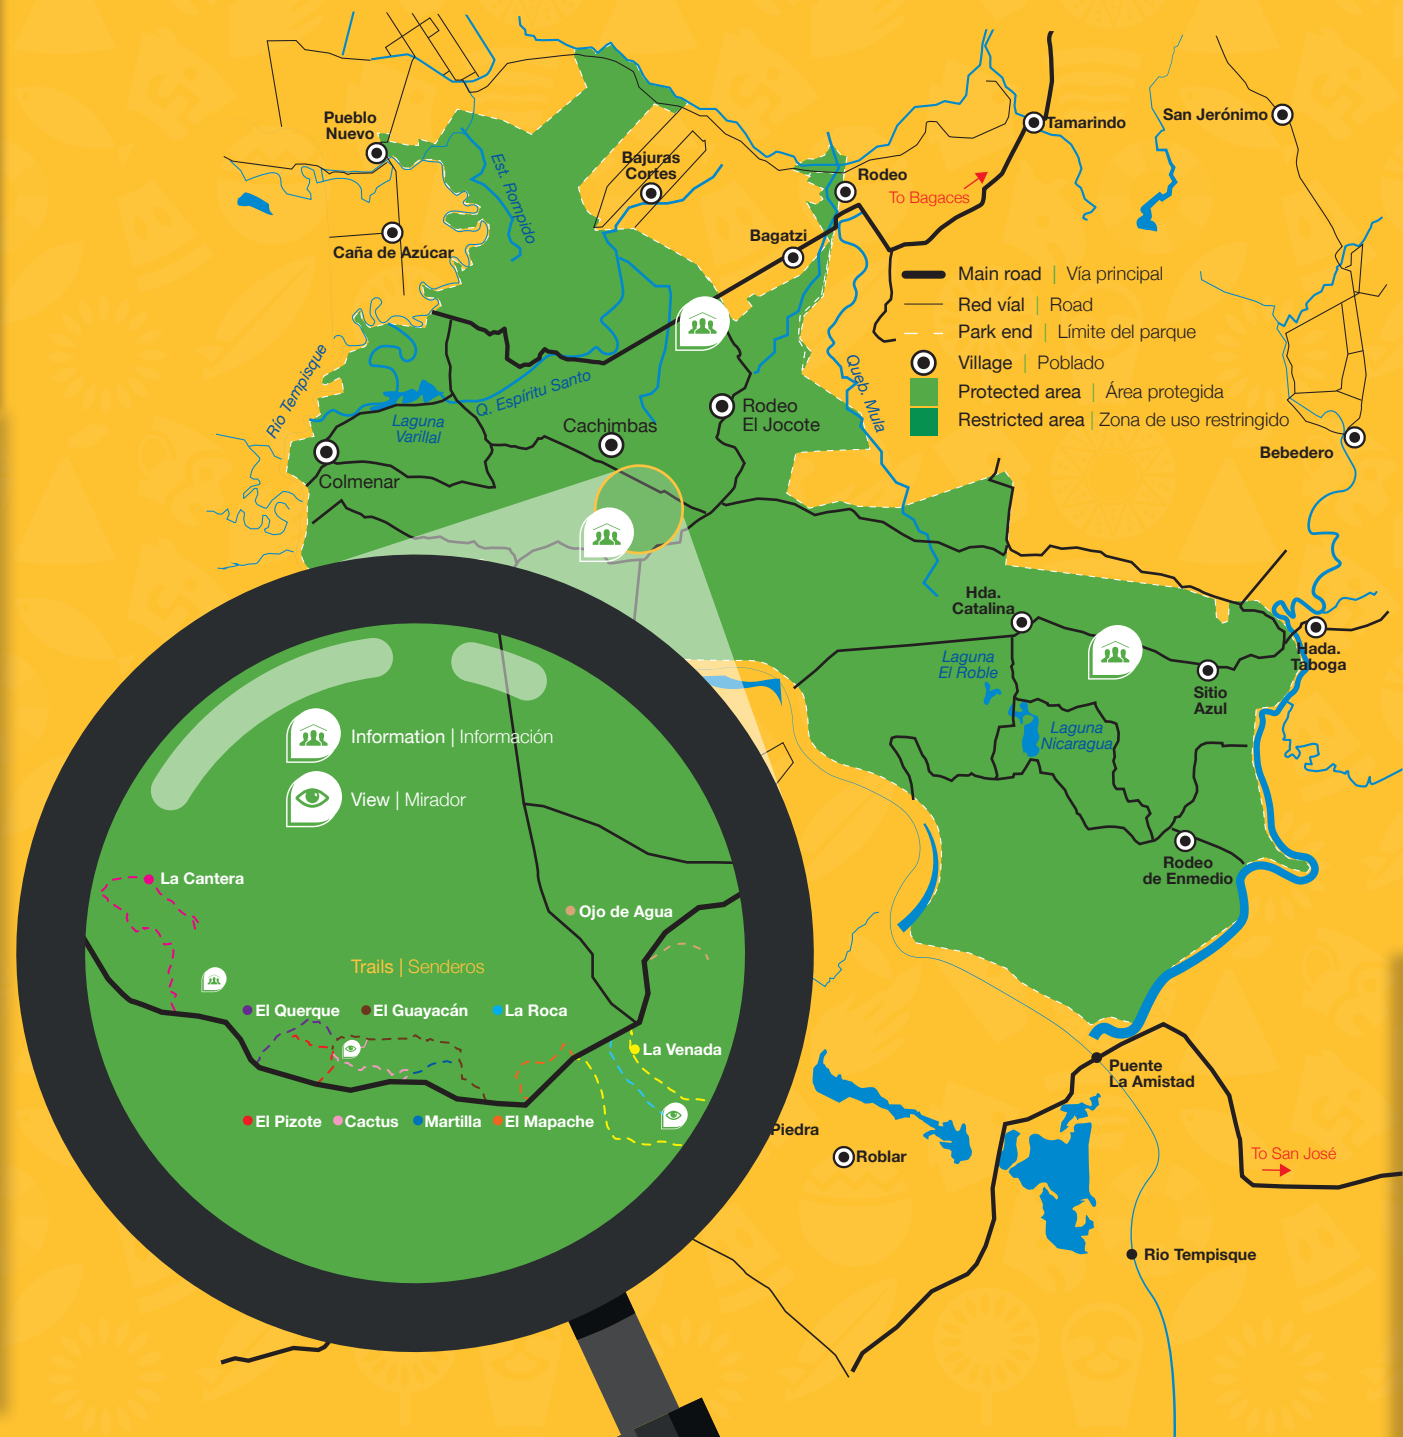 Pueblo
Nuevo
Caña de Azúcar
Est. Rompido
Bajuras
Cortes
Bagatzi
Rodeo
To Bagaces
Tamarindo
San Jerónimo
Main road | Vía principal
Red víal | Road
Park end | Límite del parque
Village | Poblado
Protected area | Área protegida
Restricted area | Zona de uso restringido
Bebedero
Río Tempisque
Laguna
Varillal
Q. Espíritu Santo
Queb. Mula
Rodeo
El Jocote
Cachimbas
Colmenar
Hda.
Catalina
Laguna
El Roble
Laguna
Nicaragua
Sitio
Azul
Hada.
Taboga
Rodeo
de Enmedio
Information | Información
View | Mirador
La Cantera
Ojo de Agua
Trails | Senderos
El Querque
El Guayacán
La Roca
La Venada
El Pizote
Cactus
Martilla
El Mapache
Piedra
Roblar
Puente
La Amistad
To San José
Rio Tempisque